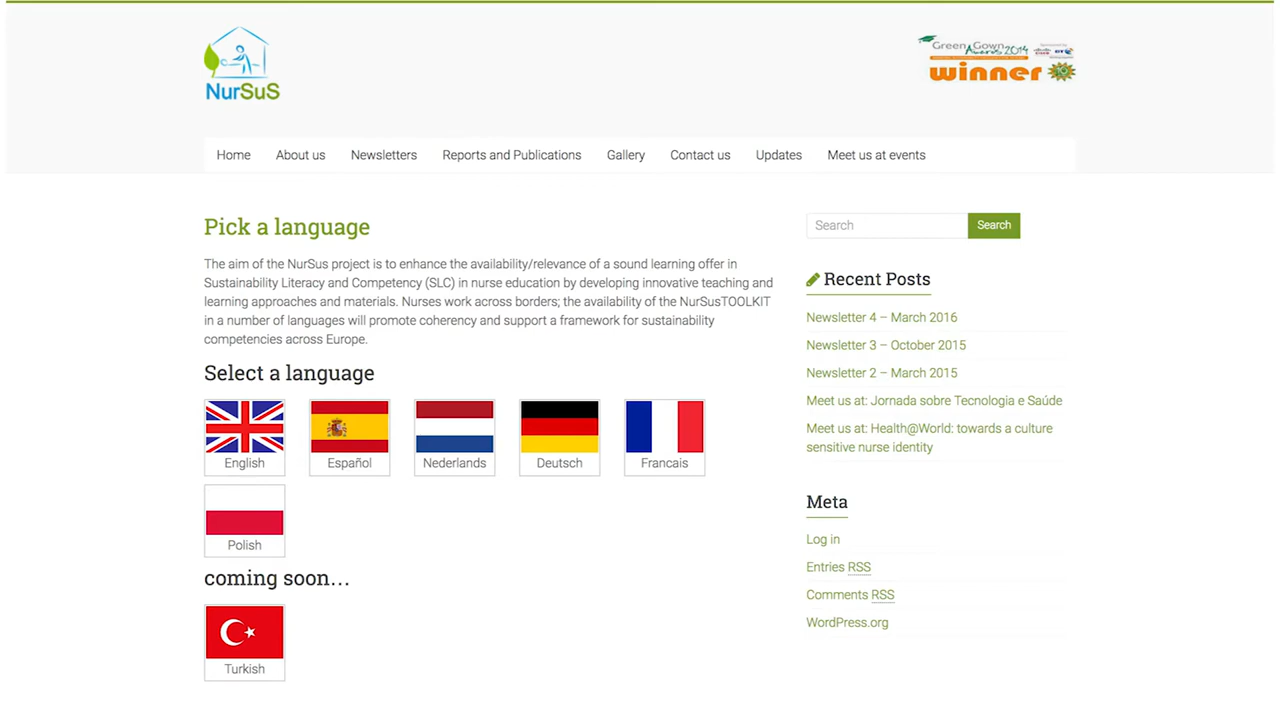 NurSuS
Green Gown
Awards 2014
winner
Home About us Newsletters Reports and Publications Gallery Contact us Updates Meet us at events
Pick a language
The aim of the NurSus project is to enhance the availability/relevance of a sound learning offer in
Sustainability Literacy and Competency (SLC) in nurse education by developing innovative teaching and
learning approaches and materials. Nurses work across borders; the availability of the NurSusTOOLKIT
in a number of languages will promote coherency and support a framework for sustainability
competencies across Europe.
Select a language
English Español Nederlands Deutsch Francais
Polish
coming soon...
Turkish
Search Search
Recent Posts
Newsletter 4 – March 2016
Newsletter 3 – October 2015
Newsletter 2 – March 2015
Meet us at: Jornada sobre Tecnologia e Saúde
Meet us at: Health@World: towards a culture
sensitive nurse identity
Meta
Log in
Entries RSS
Comments RSS
WordPress.org